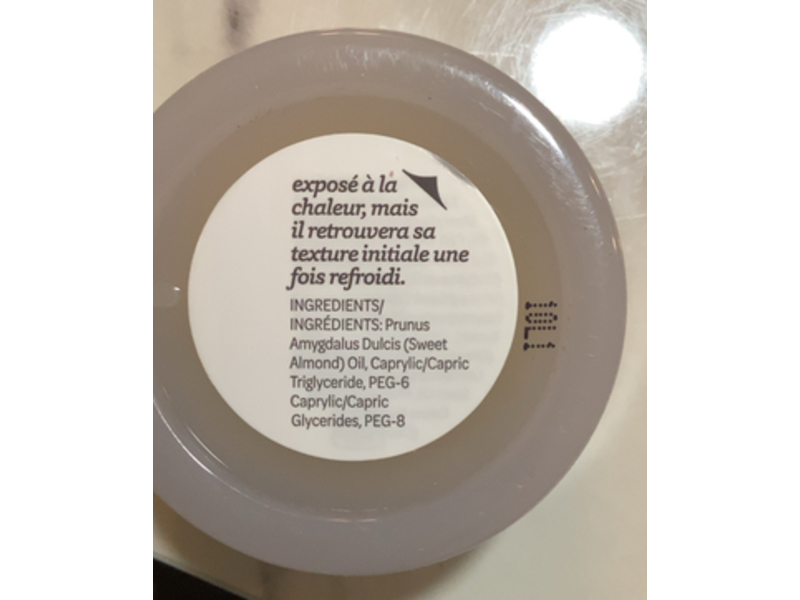 exposé à la
chaleur, mais
il retrouvera sa
texture initiale une
fois refroidi.
INGREDIENTS/
INGRÉDIENTS: Prunus
Amygdalus Dulcis (Sweet
Almond) Oil, Caprylic/Capric
Triglyceride, PEG-6
Caprylic/Capric
Glycerides, PEG-8